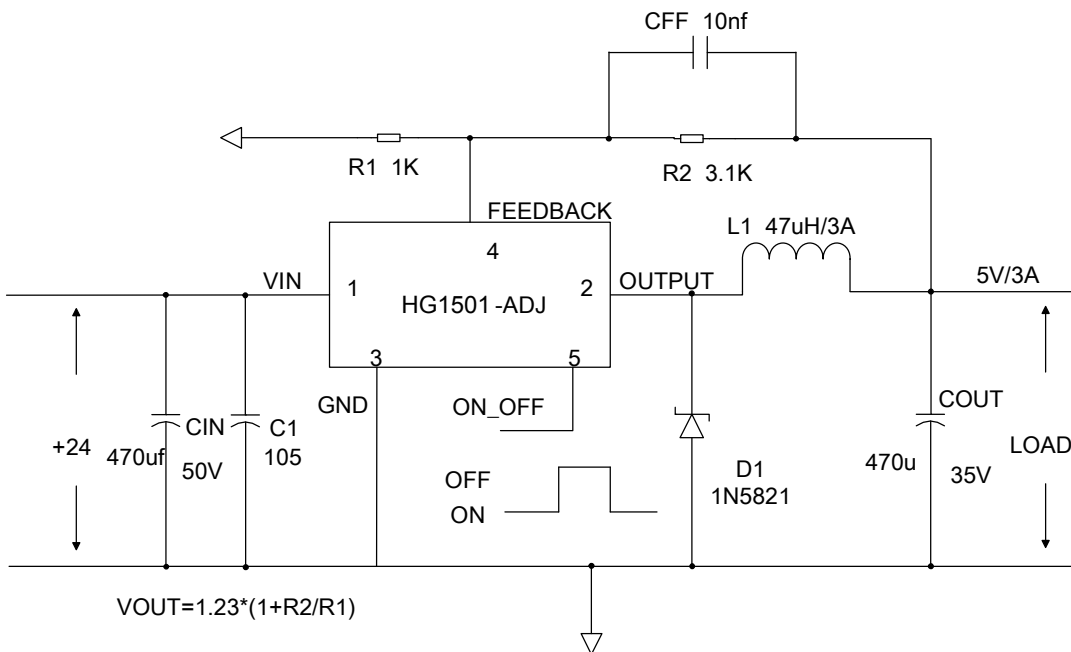 CFF 10nf
R1 1K
R2 3.1K
FEEDBACK
L1 47uH/3A
4
VIN
OUTPUT
5V/3A
1
2
HG1501-ADJ
3
5
GND
ON_OFF
COUT
CIN
C1
+24
470uf
50V
105
LOAD
D1
1N5821
470u
35V
OFF
ON
VOUT=1.23*(1+R2/R1)